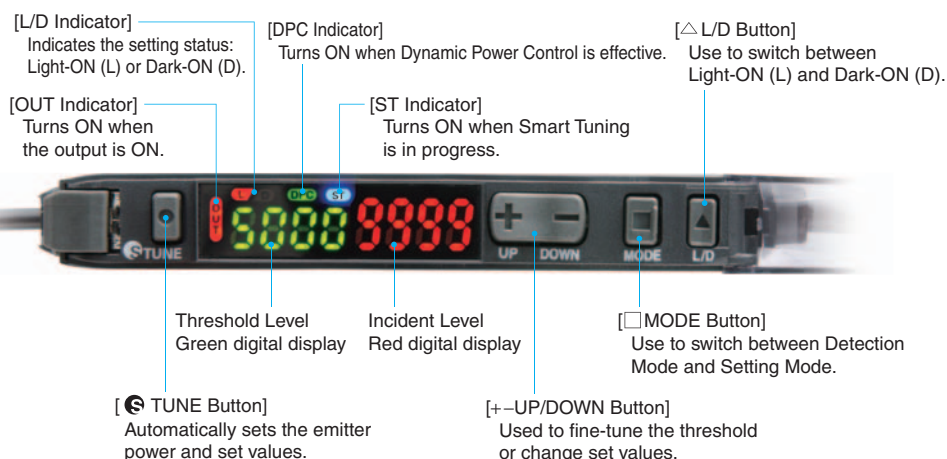 [L/D Indicator]
Indicates the setting status:
Light-ON (L) or Dark-ON (D).
[DPC Indicator]
Turns ON when Dynamic Power Control is effective.
[△ L/D Button]
Use to switch between
Light-ON (L) and Dark-ON (D).
[OUT Indicator]
Turns ON when
the output is ON.
[ST Indicator]
Turns ON when Smart Tuning
is in progress.
L DPC ST
OUT
5000 9999
+ −
S TUNE
UP DOWN
MODE
L/D
Threshold Level
Green digital display
Incident Level
Red digital display
[□ MODE Button]
Use to switch between Detection
Mode and Setting Mode.
[ S TUNE Button]
Automatically sets the emitter
power and set values.
[+−UP/DOWN Button]
Used to fine-tune the threshold
or change set values.